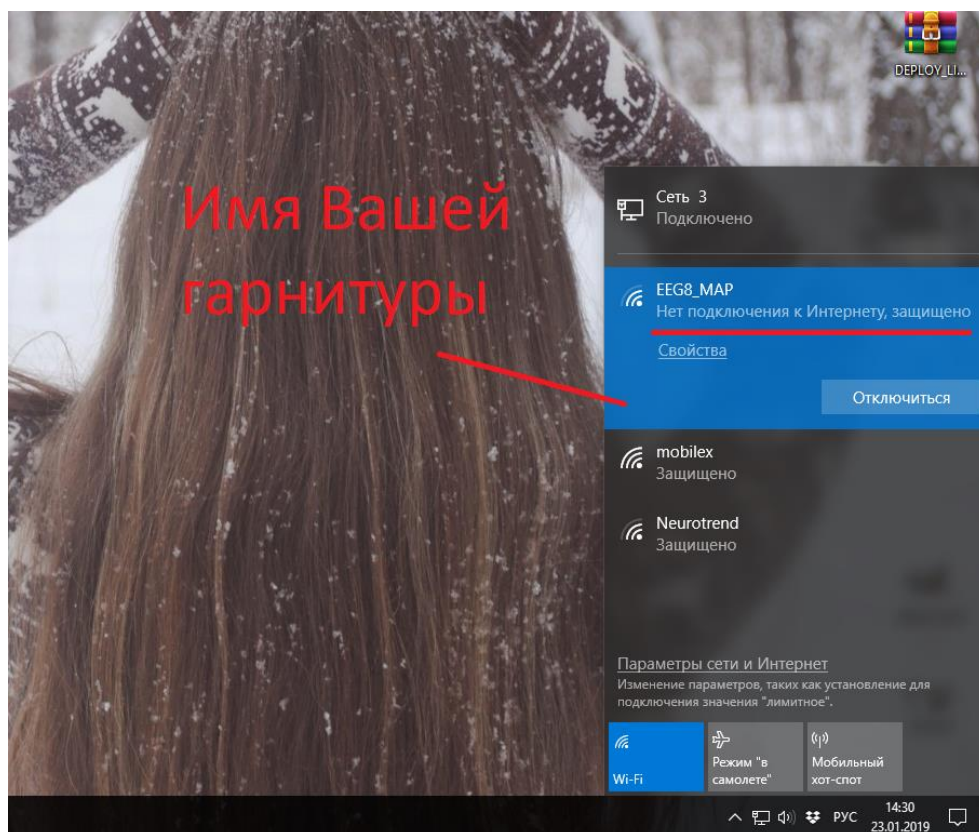 DEPLOY_LI...
Имя Вашей
гарнитуры
Сеть 3
Подключено
EEG8_MAP
Нет подключения к Интернету, защищено
Свойства
Отключиться
mobilex
Защищено
Neurotrend
Защищено
Параметры сети и Интернет
Изменение параметров, таких как установление для
подключения значения "лимитное".
Wi-Fi
Режим "в
самолете"
Мобильный
хот-спот
РУС
14:30
23.01.2019